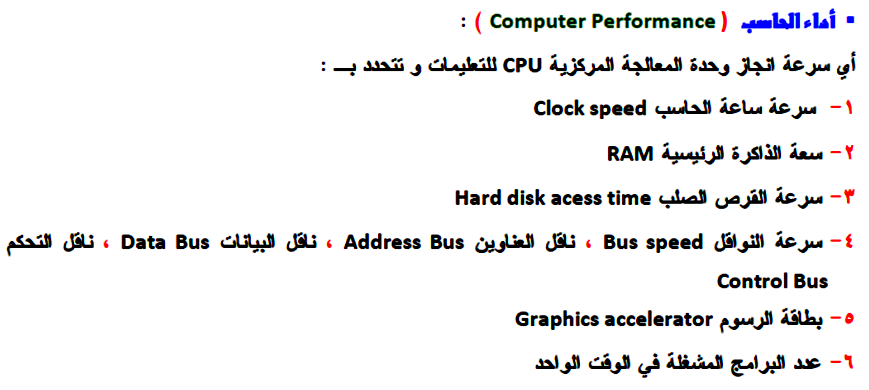 ▪ أداء الحاسب ( Computer Performance ) :
أي سرعة انجاز وحدة المعالجة المركزية CPU للتعليمات و تتحدد بـــ :
١- سرعة ساعة الحاسب Clock speed
٢- سعة الذاكرة الرئيسية RAM
٣- سرعة القرص الصلب Hard disk acess time
٤- سرعة النواقل Bus speed ، ناقل العناوين Address Bus ، ناقل البيانات Data Bus ، ناقل التحكم
Control Bus
٥- بطاقة الرسوم Graphics accelerator
٦- عدد البرامج المشغلة في الوقت الواحد